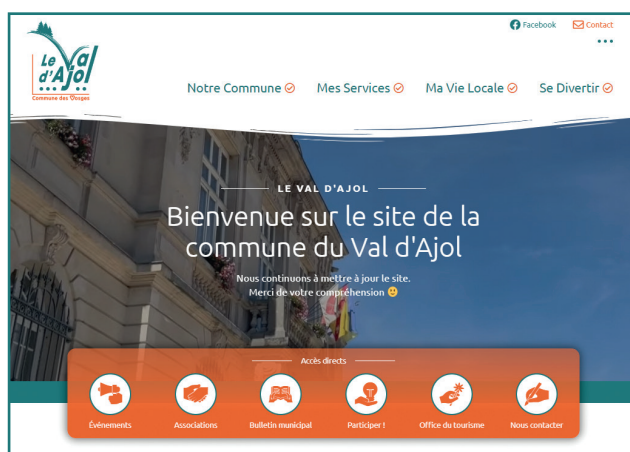 Facebook
Contact
Le Val
d'Ajol
Commune des Vosges
Notre Commune
Mes Services
Ma Vie Locale
Se Divertir
LE VAL D'AJOL
Bienvenue sur le site de la
commune du Val d'Ajol
Nous continuons à mettre à jour le site.
Merci de votre compréhension 🙂
Accès directs
Événements
Associations
Bulletin municipal
Participer !
Office du tourisme
Nous contacter